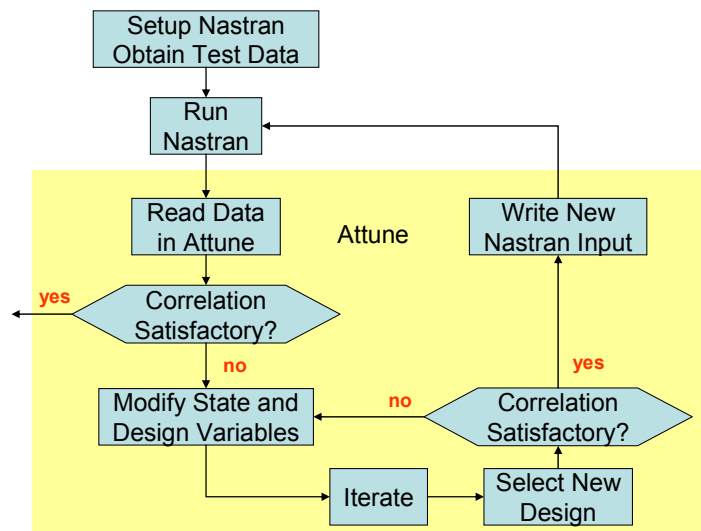 Setup Nastran
Obtain Test Data
Run
Nastran
Read Data
in Attune
Attune
Write New
Nastran Input
yes
Correlation
Satisfactory?
no
yes
Modify State and
Design Variables
no
Correlation
Satisfactory?
Iterate
Select New
Design